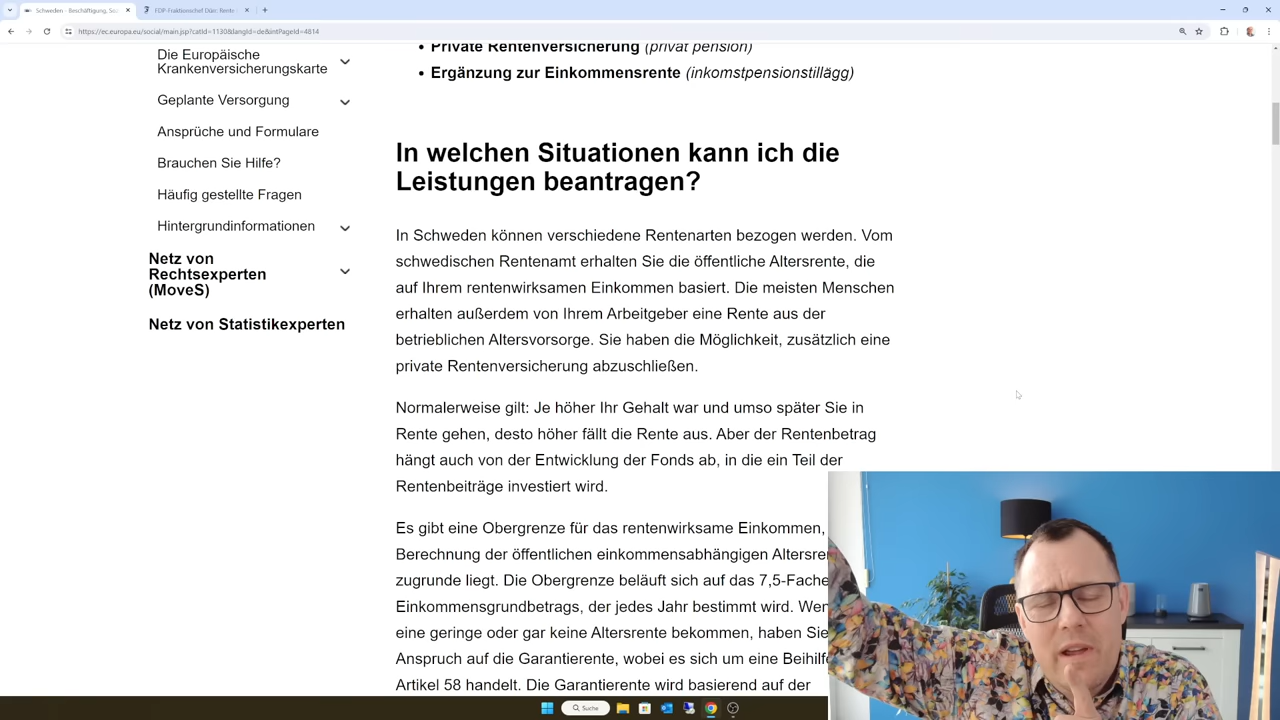 Schweden – Beschäftigung, So
FDP-Fraktionschef Dürr: Rente
https://ec.europa.eu/social/main.jsp?catId=1130&langId=de&intPageId=4814
Die Europäische
Krankenversicherungskarte
Geplante Versorgung
Ansprüche und Formulare
Brauchen Sie Hilfe?
Häufig gestellte Fragen
Hintergrundinformationen
Netz von
Rechtsexperten
(MoveS)
Netz von Statistikexperten
• Private Rentenversicherung (privat pension)
• Ergänzung zur Einkommensrente (inkomstpensionstillägg)
In welchen Situationen kann ich die
Leistungen beantragen?
In Schweden können verschiedene Rentenarten bezogen werden. Vom
schwedischen Rentenamt erhalten Sie die öffentliche Altersrente, die
auf Ihrem rentenwirksamen Einkommen basiert. Die meisten Menschen
erhalten außerdem von Ihrem Arbeitgeber eine Rente aus der
betrieblichen Altersvorsorge. Sie haben die Möglichkeit, zusätzlich eine
private Rentenversicherung abzuschließen.
Normalerweise gilt: Je höher Ihr Gehalt war und umso später Sie in
Rente gehen, desto höher fällt die Rente aus. Aber der Rentenbetrag
hängt auch von der Entwicklung der Fonds ab, in die ein Teil der
Rentenbeiträge investiert wird.
Es gibt eine Obergrenze für das rentenwirksame Einkommen,
Berechnung der öffentlichen einkommensabhängigen Altersre
zugrunde liegt. Die Obergrenze beläuft sich auf das 7,5-Fache
Einkommensgrundbetrags, der jedes Jahr bestimmt wird. Wer
eine geringe oder gar keine Altersrente bekommen, haben Sie
Anspruch auf die Garantierente, wobei es sich um eine Beihilf
Artikel 58 handelt. Die Garantierente wird basierend auf der
Suche